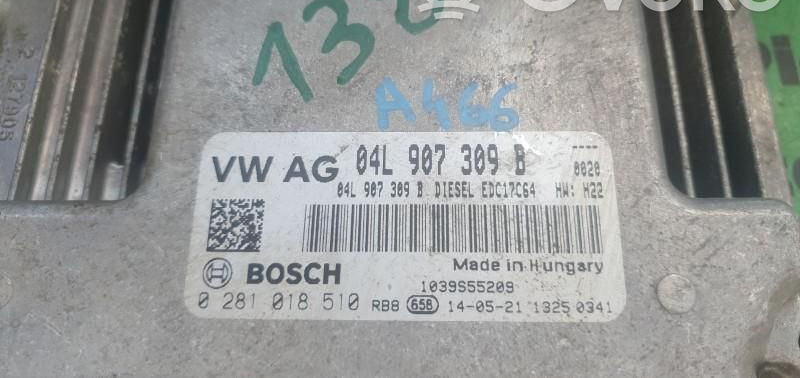 132
A466
VW AG 04L 907 309 B ----
0020
04L 907 309 B DIESEL EDC17C64 HW: H22
BOSCH Made in Hungary
1039S55209
0 281 018 510 RB8 658 14-05-21 1325 0341